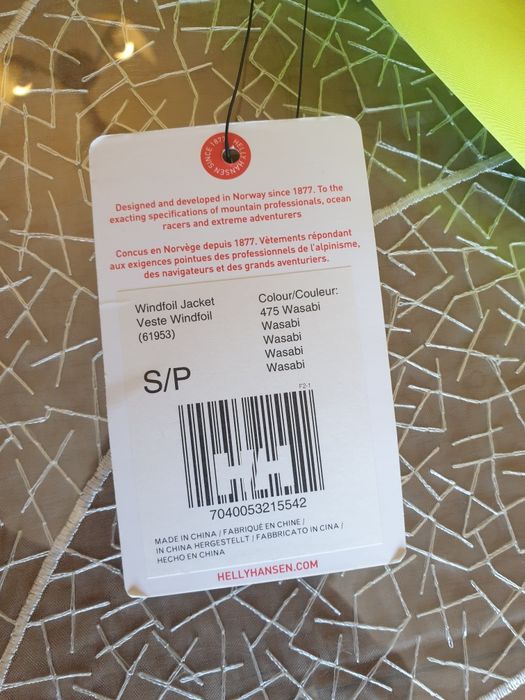 HELLY HANSEN SINCE 1877
Designed and developed in Norway since 1877. To the
exacting specifications of mountain professionals, ocean
racers and extreme adventurers
Concus en Norvège depuis 1877. Vètements répondant
aux exigences pointues des professionnels de l'alpinisme,
des navigateurs et des grands aventuriers.
Windfoil Jacket
Veste Windfoil
(61953)
Colour/Couleur:
475 Wasabi
Wasabi
Wasabi
Wasabi
Wasabi
S/P
F2-1
HH
7040053215542
MADE IN CHINA / FABRIQUÉ EN CHINE /
IN CHINA HERGESTELLT / FABBRICATO IN CINA /
HECHO EN CHINA
HELLYHANSEN.COM